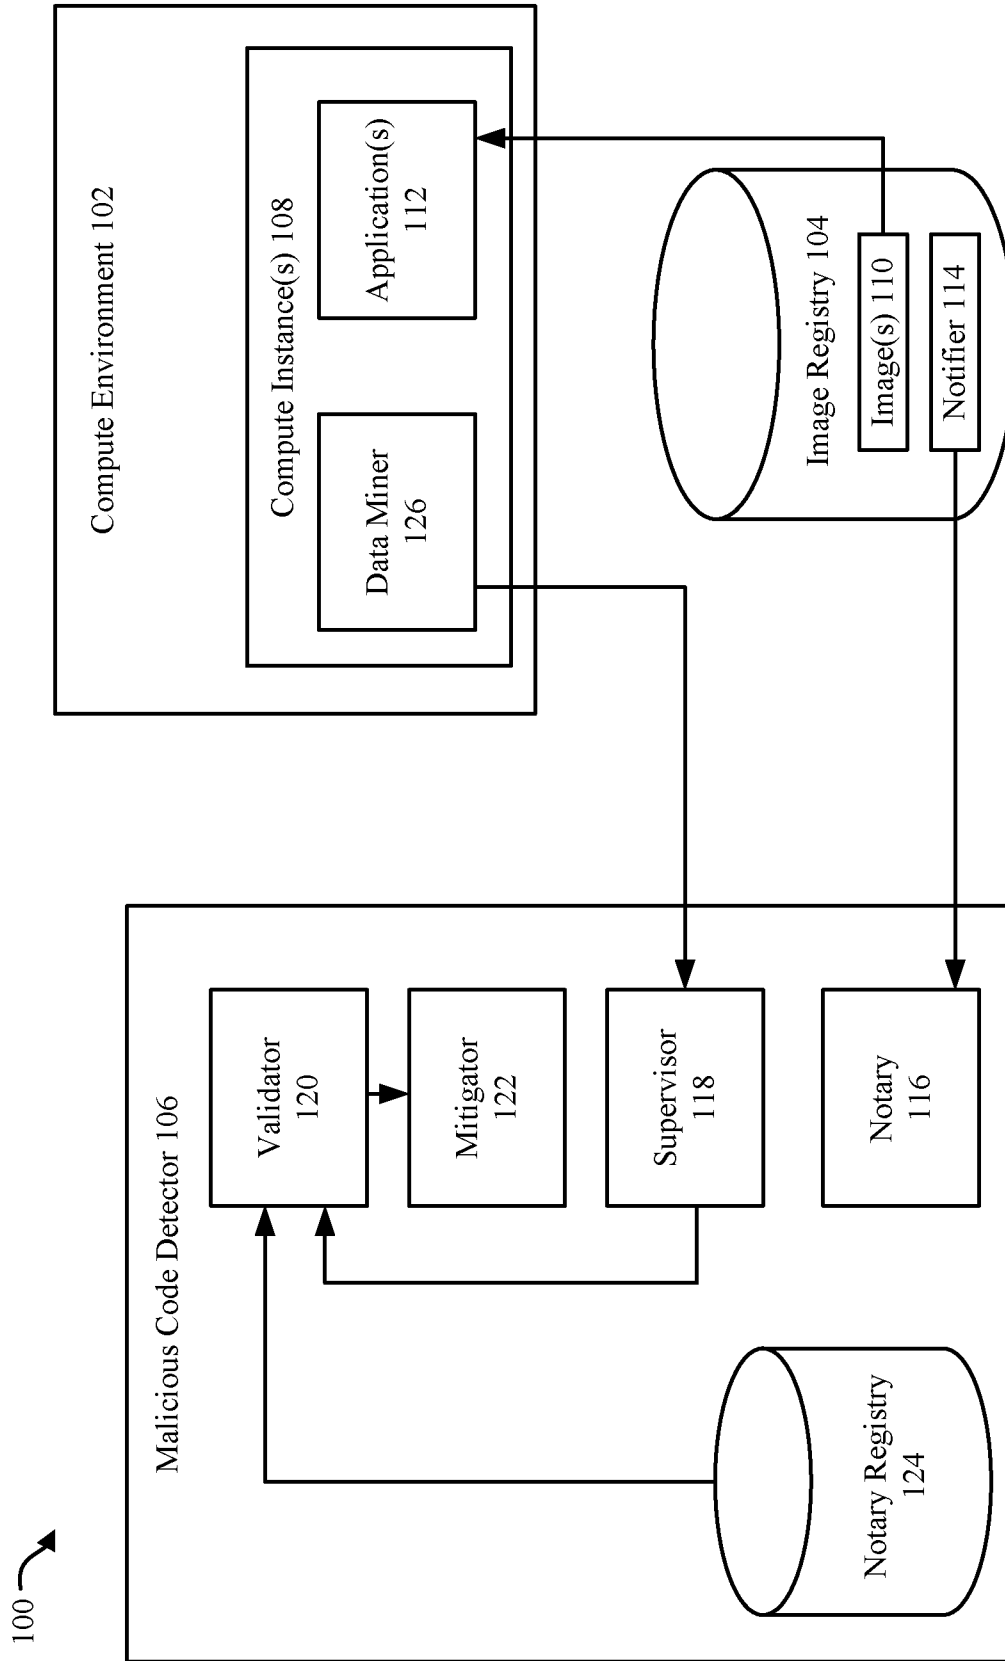 100
Malicious Code Detector 106
Validator
120
Mitigator
122
Supervisor
118
Notary
116
Notary Registry
124
Compute Environment 102
Compute Instance(s) 108
Data Miner
126
Application(s)
112
Image Registry 104
Image(s) 110
Notifier 114